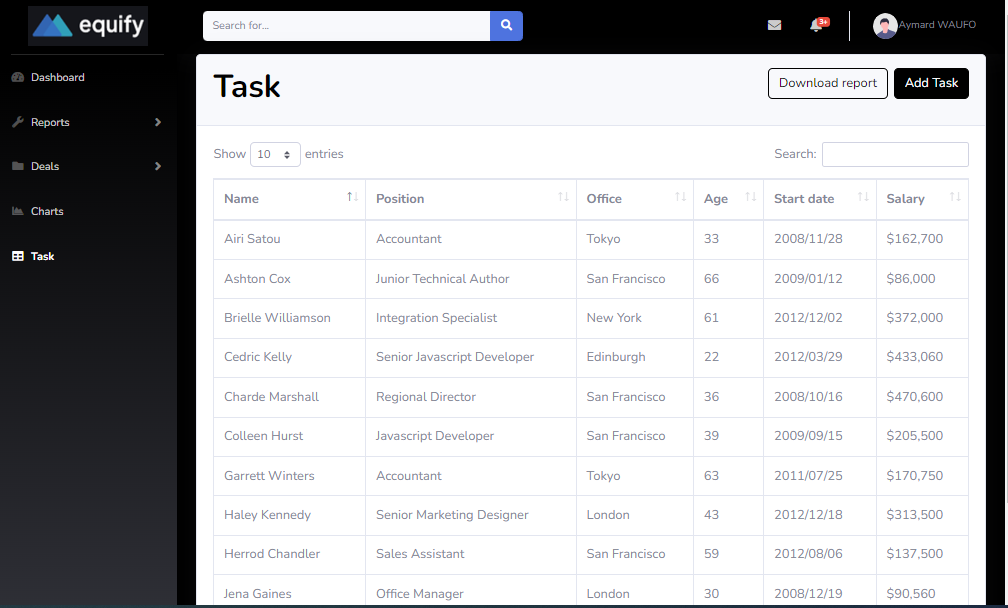 equify
Search for...
3+
Aymard WAUFO
Dashboard
Reports
Deals
Charts
Task
Task
Download report
Add Task
Show 10 entries
Search:
Name Position Office Age Start date Salary
Airi Satou Accountant Tokyo 33 2008/11/28 $162,700
Ashton Cox Junior Technical Author San Francisco 66 2009/01/12 $86,000
Brielle Williamson Integration Specialist New York 61 2012/12/02 $372,000
Cedric Kelly Senior Javascript Developer Edinburgh 22 2012/03/29 $433,060
Charde Marshall Regional Director San Francisco 36 2008/10/16 $470,600
Colleen Hurst Javascript Developer San Francisco 39 2009/09/15 $205,500
Garrett Winters Accountant Tokyo 63 2011/07/25 $170,750
Haley Kennedy Senior Marketing Designer London 43 2012/12/18 $313,500
Herrod Chandler Sales Assistant San Francisco 59 2012/08/06 $137,500
Jena Gaines Office Manager London 30 2008/12/19 $90,560